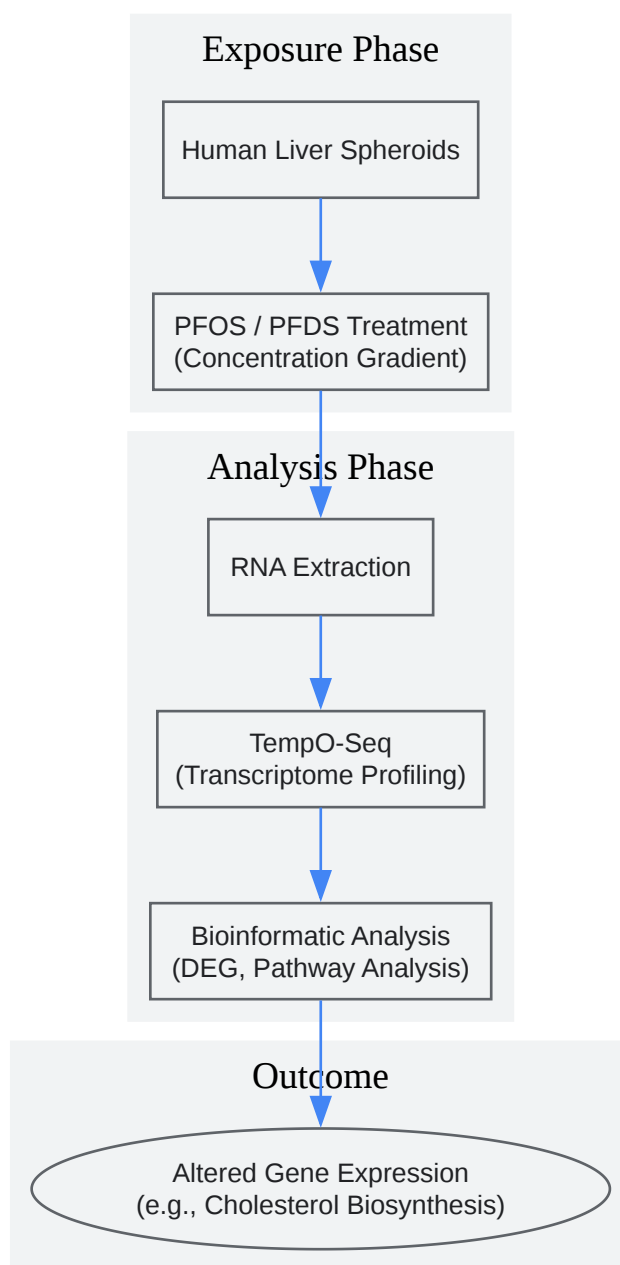 Exposure Phase
Human Liver Spheroids
PFOS / PFDS Treatment
(Concentration Gradient)
Analysis Phase
RNA Extraction
TempO-Seq
(Transcriptome Profiling)
Bioinformatic Analysis
(DEG, Pathway Analysis)
Outcome
Altered Gene Expression
(e.g., Cholesterol Biosynthesis)